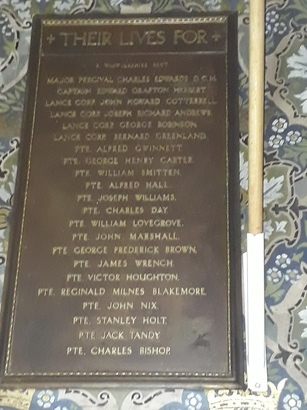 + THEIR LIVES FOR +
MAJOR PERCIVAL CHARLES EDWARDS D.C.M.
CAPTAIN EDWARD GRAFTON HERBERT.
LANCE CORP. JOHN HOWARD COTTERRELL.
LANCE CORP. JOSEPH RICHARD ANDREWS.
LANCE CORP. GEORGE ROBINSON.
LANCE CORP. BERNARD GREENLAND.
PTE. ALFRED GWINNETT.
PTE. GEORGE HENRY CARTER.
PTE. WILLIAM SMITTEN.
PTE. ALFRED HALL.
PTE. JOSEPH WILLIAMS.
PTE. CHARLES DAY.
PTE. WILLIAM LOVEGROVE.
PTE. JOHN MARSHALL.
PTE GEORGE FREDERICK BROWN.
PTE. JAMES WRENCH.
PTE. VICTOR HOUGHTON.
PTE. REGINALD MILNES BLAKEMORE.
PTE. JOHN NIX.
PTE. STANLEY HOLT.
PTE. JACK TANDY
PTE. CHARLES BISHOP.